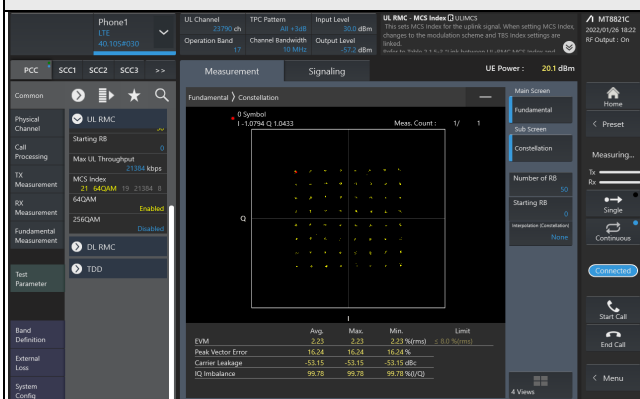 Phone1
LTE
40.105#030
UL Channel
23790 ch
TPC Pattern
All +3dB
Input Level
30.0 dBm
Operation Band
17
Channel Bandwidth
10 MHz
Output Level
-57.2 dBm
UL RMC - MCS Index ULIMCS
This sets MCS Index for the uplink signal. When setting MCS Index,
changes to the modulation scheme and TBS Index settings are
linked.
MT8821C
2022/01/26 18:22
RF Output : On
PCC
SCC1
SCC2
SCC3
>>
Measurement
Signaling
UE Power : 20.1 dBm
Common
Physical
Channel
Call
Processing
TX
Measurement
RX
Measurement
Fundamental
Measurement
Test
Parameter
Band
Definition
External
Loss
System
Config
UL RMC
Starting RB
0
Max UL Throughput
21384 kbps
MCS Index
21 64QAM 19 21384 8
64QAM
Enabled
256QAM
Disabled
DL RMC
TDD
Fundamental 〉 Constellation
0 Symbol
I -1.0794 Q 1.0433
Meas. Count : 1/ 1
Q
I
Avg. Max. Min. Limit
EVM 2.23 2.23 2.23 %(rms) ± 8.0 %(rms)
Peak Vector Error 16.24 16.24 16.24 %
Carrier Leakage -53.15 -53.15 -53.15 dBc
IQ Imbalance 99.78 99.78 99.78 %(I/Q)
Main Screen
Fundamental
Sub Screen
Constellation
Number of RB
50
Starting RB
0
Interpolation (Constellation)
None
4 Views
Home
< Preset
Measuring...
Tx
Rx
Single
Continuous
Connected
Start Call
End Call
< Menu